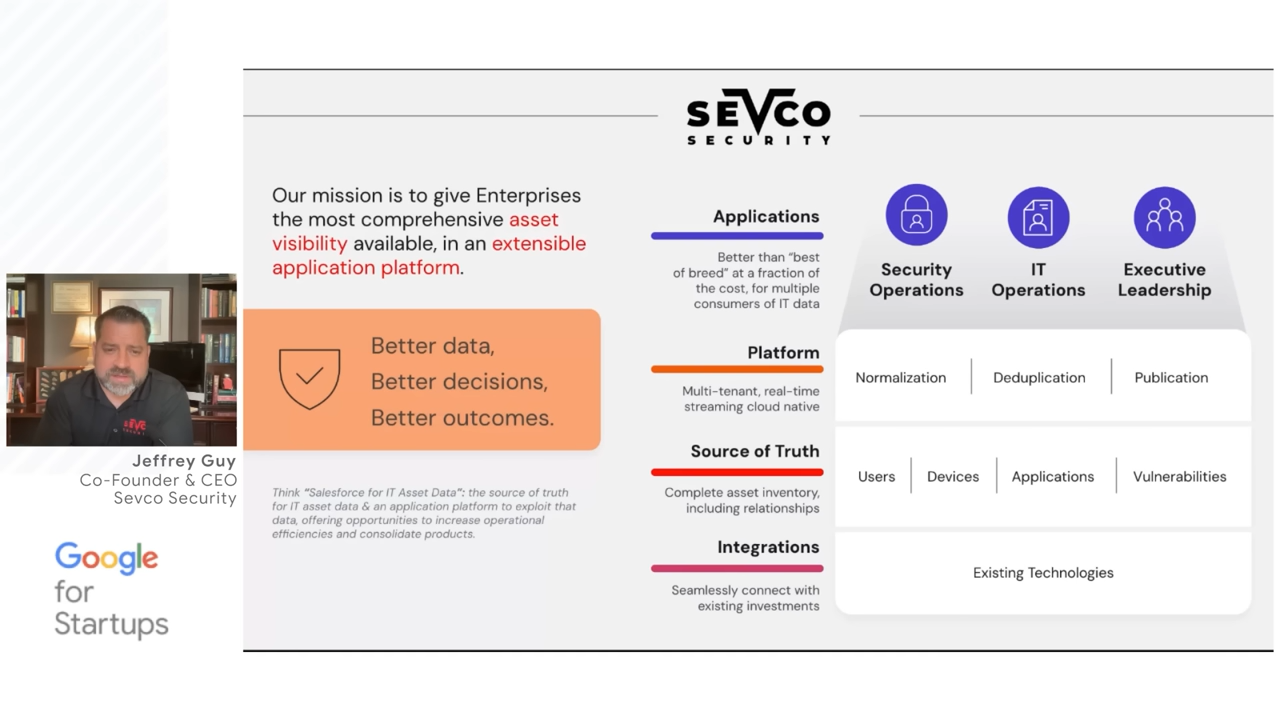 SEVCO
SECURITY
Our mission is to give Enterprises
the most comprehensive asset
visibility available, in an extensible
application platform.
Better data,
Better decisions,
Better outcomes.
Think “Salesforce for IT Asset Data”: the source of truth
for IT asset data & an application platform to exploit that
data, offering opportunities to increase operational
efficiencies and consolidate products.
Applications
Better than “best
of breed” at a fraction of
the cost, for multiple
consumers of IT data
Security
Operations
IT
Operations
Executive
Leadership
Platform
Multi-tenant, real-time
streaming cloud native
Normalization
Deduplication
Publication
Source of Truth
Complete asset inventory,
including relationships
Users
Devices
Applications
Vulnerabilities
Integrations
Seamlessly connect with
existing investments
Existing Technologies
SEVCO
Jeffrey Guy
Co-Founder & CEO
Sevco Security
Google
for
Startups